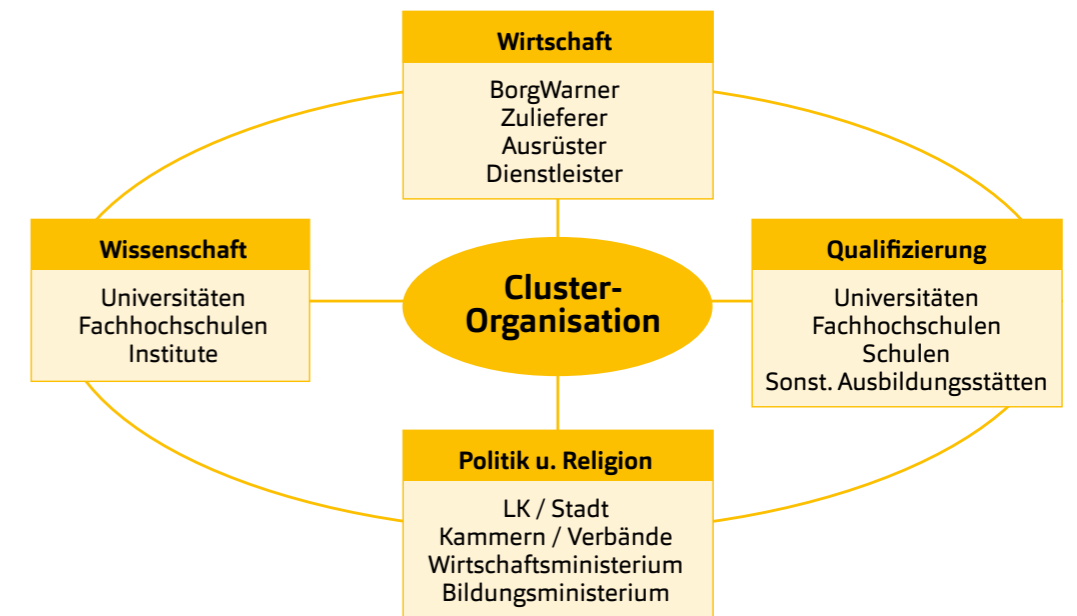 Wirtschaft
BorgWarner
Zulieferer
Ausrüster
Dienstleister
Wissenschaft
Universitäten
Fachhochschulen
Institute
Cluster-
Organisation
Qualifizierung
Universitäten
Fachhochschulen
Schulen
Sonst. Ausbildungsstätten
Politik u. Religion
LK / Stadt
Kammern / Verbände
Wirtschaftsministerium
Bildungsministerium